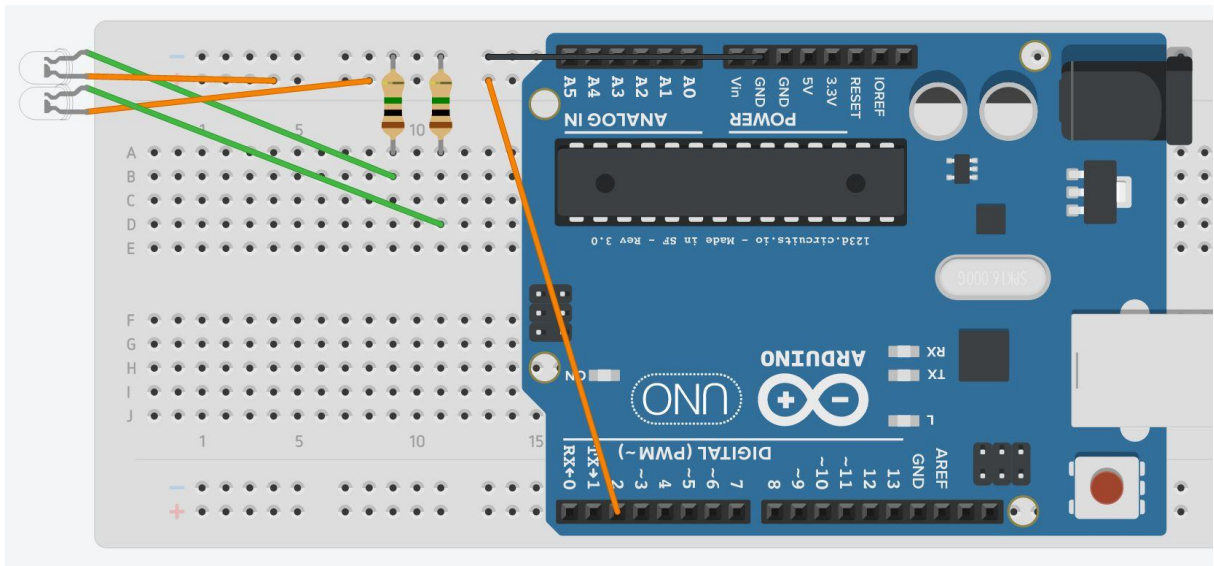 −
+
1 5 10
A
B
C
D
E
F
G
H
I
J
1 5 10 15
−
+
A5 A4 A3 A2 A1 A0
Vin GND GND 5V 3.3V RESET IOREF
ANALOG IN
POWER
123d.circuits.io - Made in SF - Rev 3.0
SPK16.000G
ON
UNO
ARDUINO
RX
TX
L
DIGITAL (PWM ~)
RX←0 TX→1 2 ~3 4 ~5 ~6 7 8 ~9 ~10 ~11 12 13 GND AREF